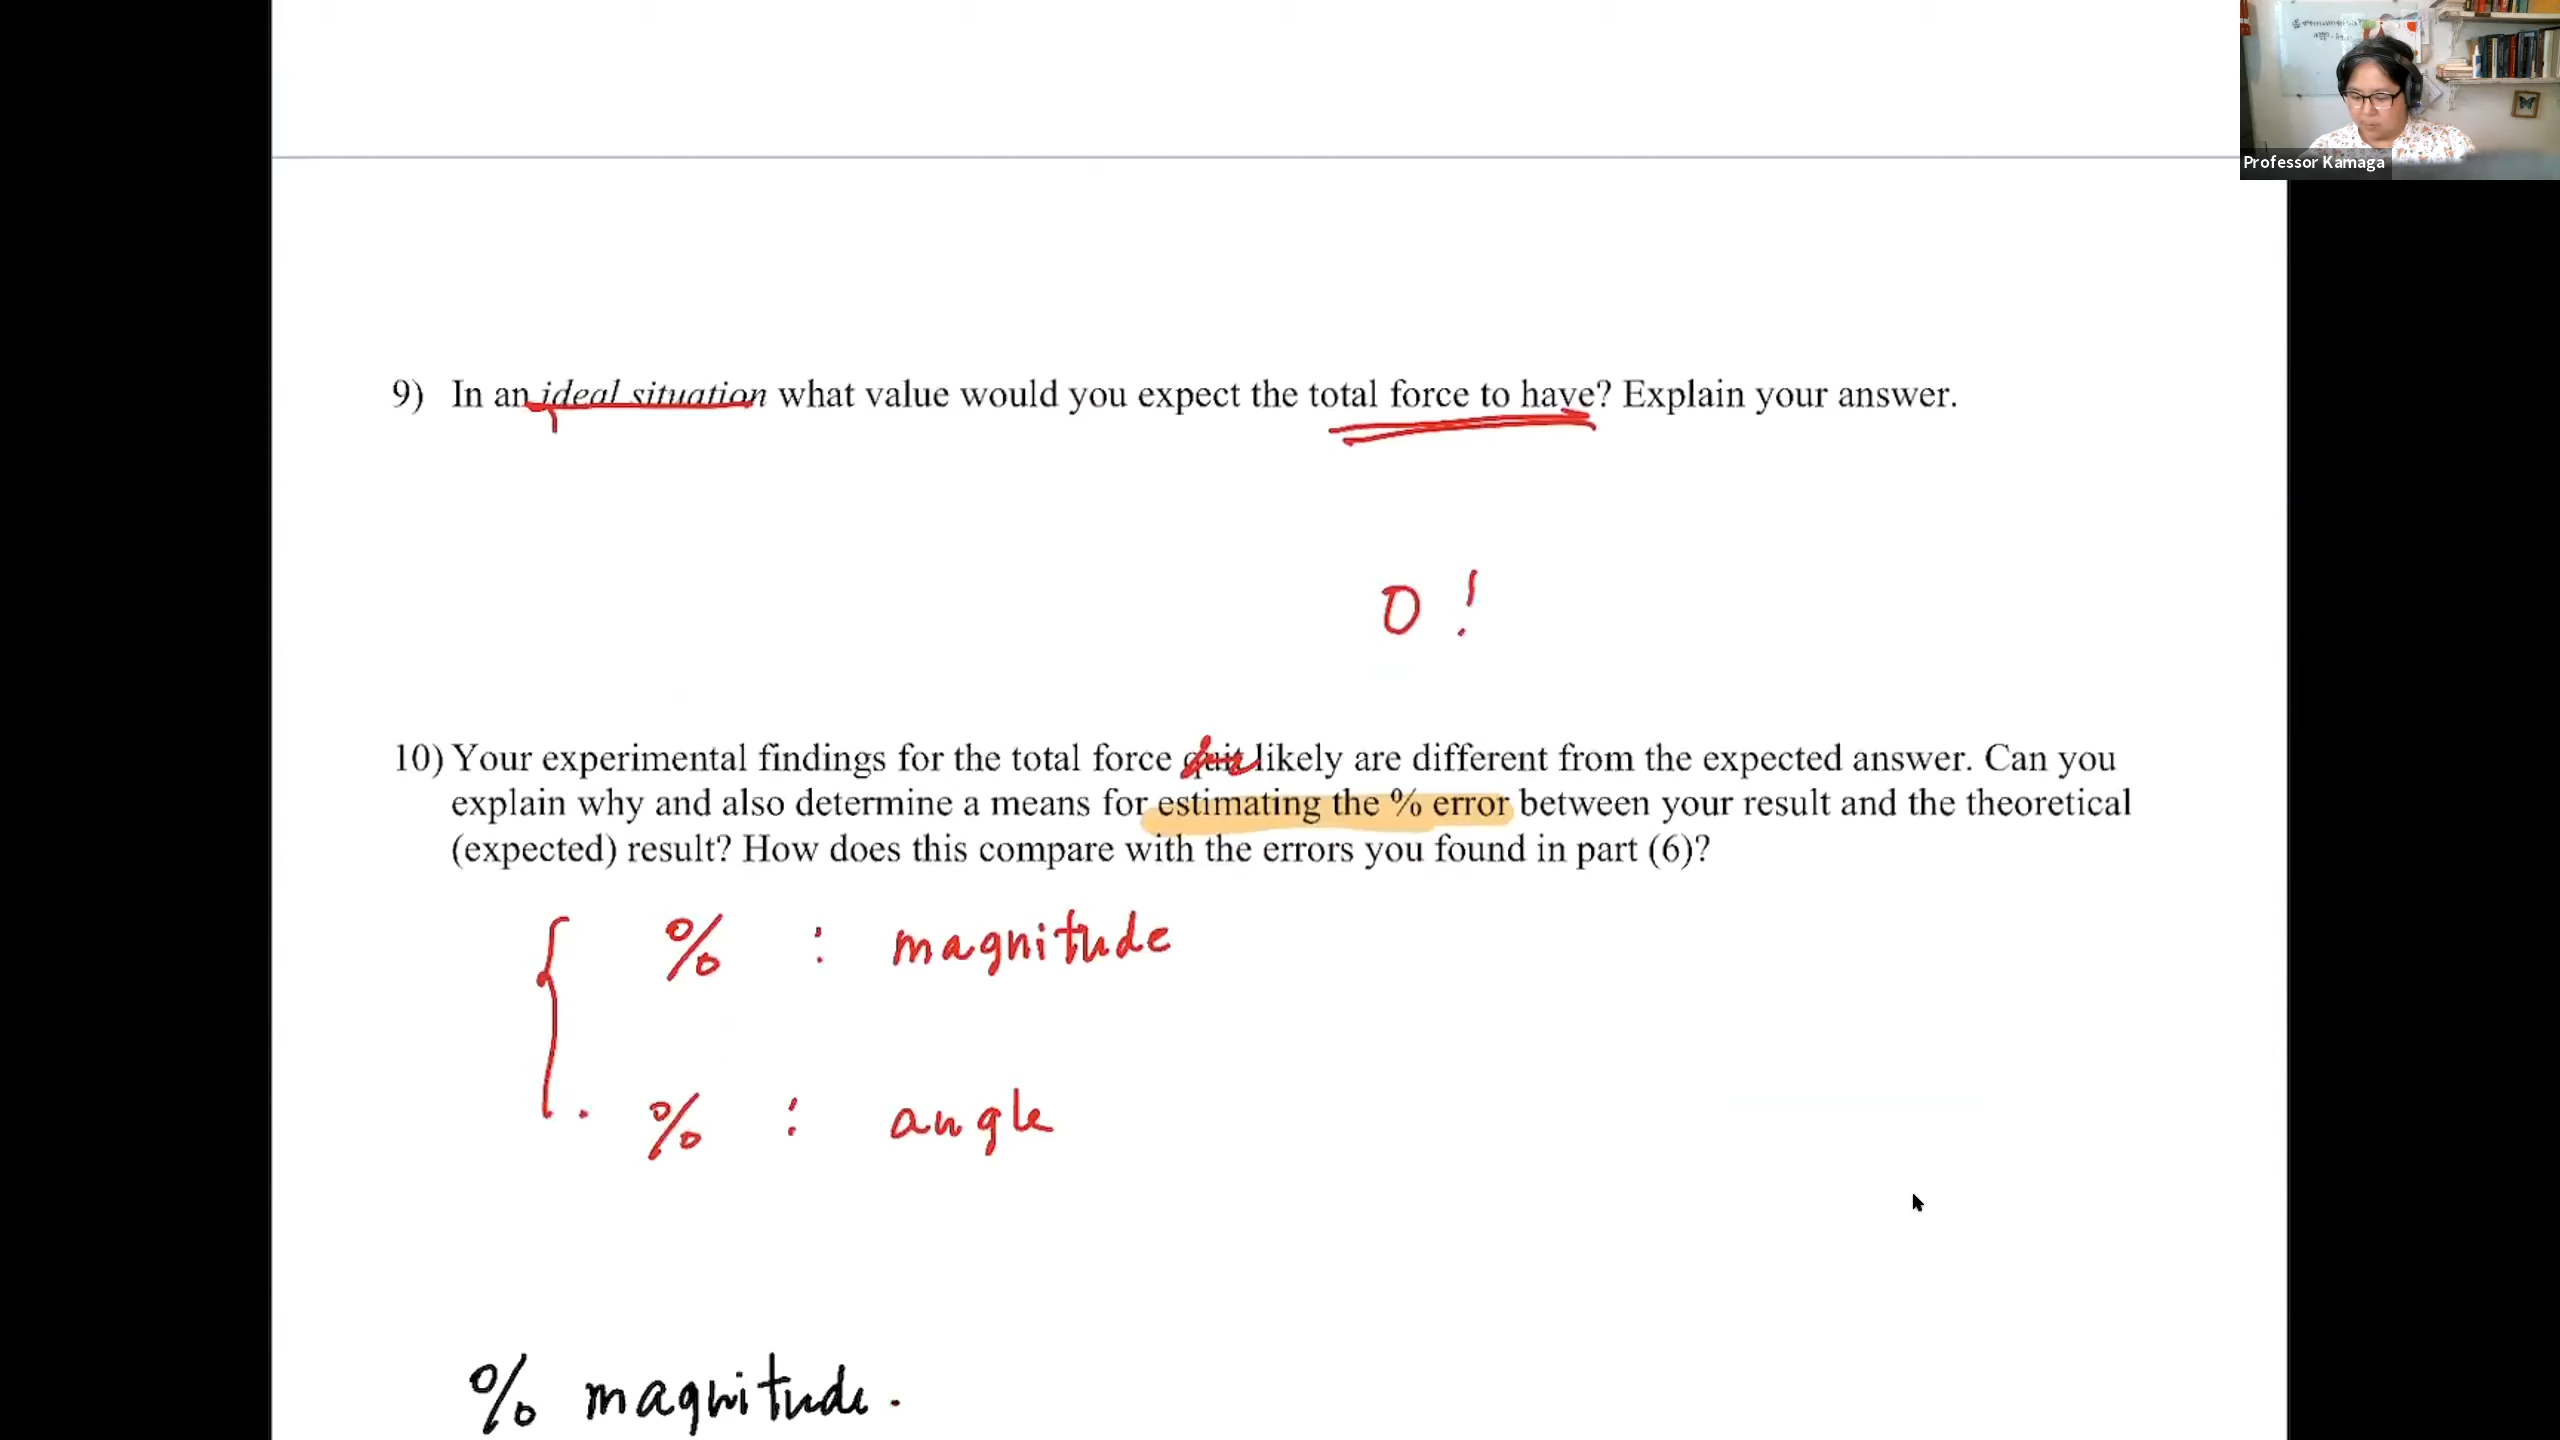 Professor Kamaga
9) In an ideal situation what value would you expect the total force to have? Explain your answer.
0 !
10) Your experimental findings for the total force quit likely are different from the expected answer. Can you
explain why and also determine a means for estimating the % error between your result and the theoretical
(expected) result? How does this compare with the errors you found in part (6)?
% : magnitude
% : angle
% magnitude.